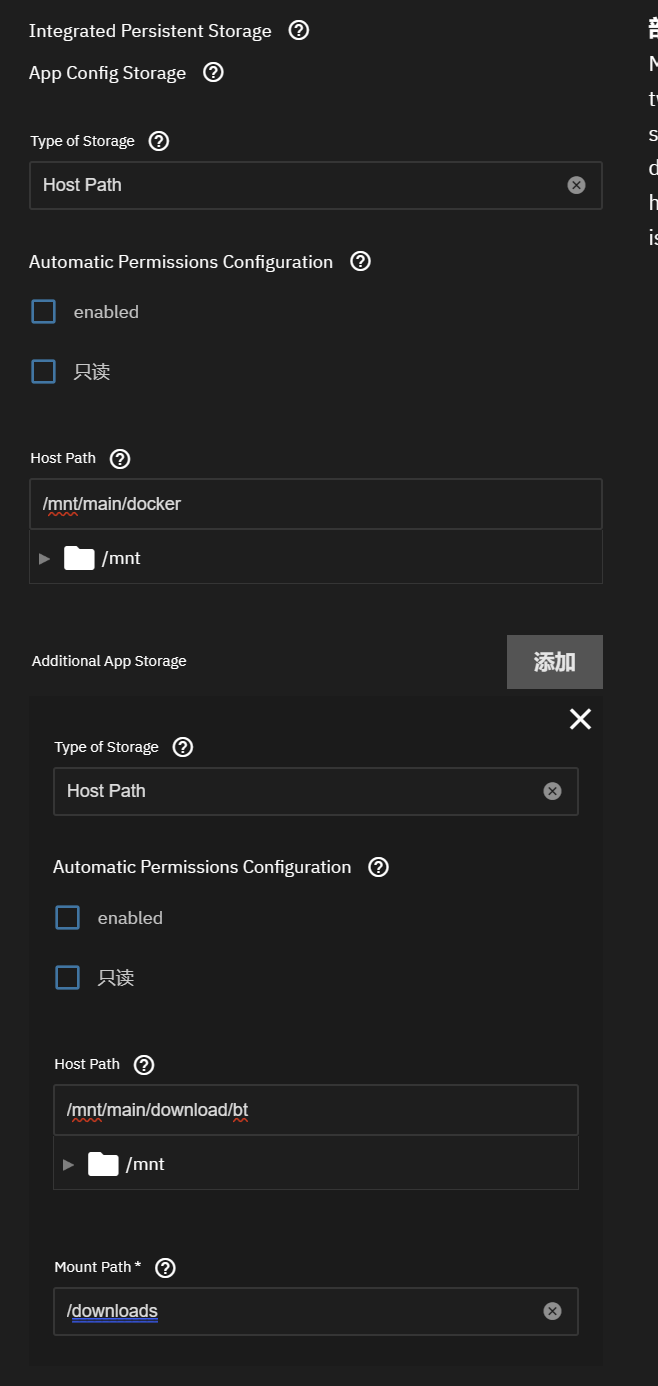 Integrated Persistent Storage
App Config Storage
Type of Storage
Host Path
Automatic Permissions Configuration
enabled
只读
Host Path
/mnt/main/docker
/mnt
Additional App Storage
添加
Type of Storage
Host Path
Automatic Permissions Configuration
enabled
只读
Host Path
/mnt/main/download/bt
/mnt
Mount Path*
/downloads